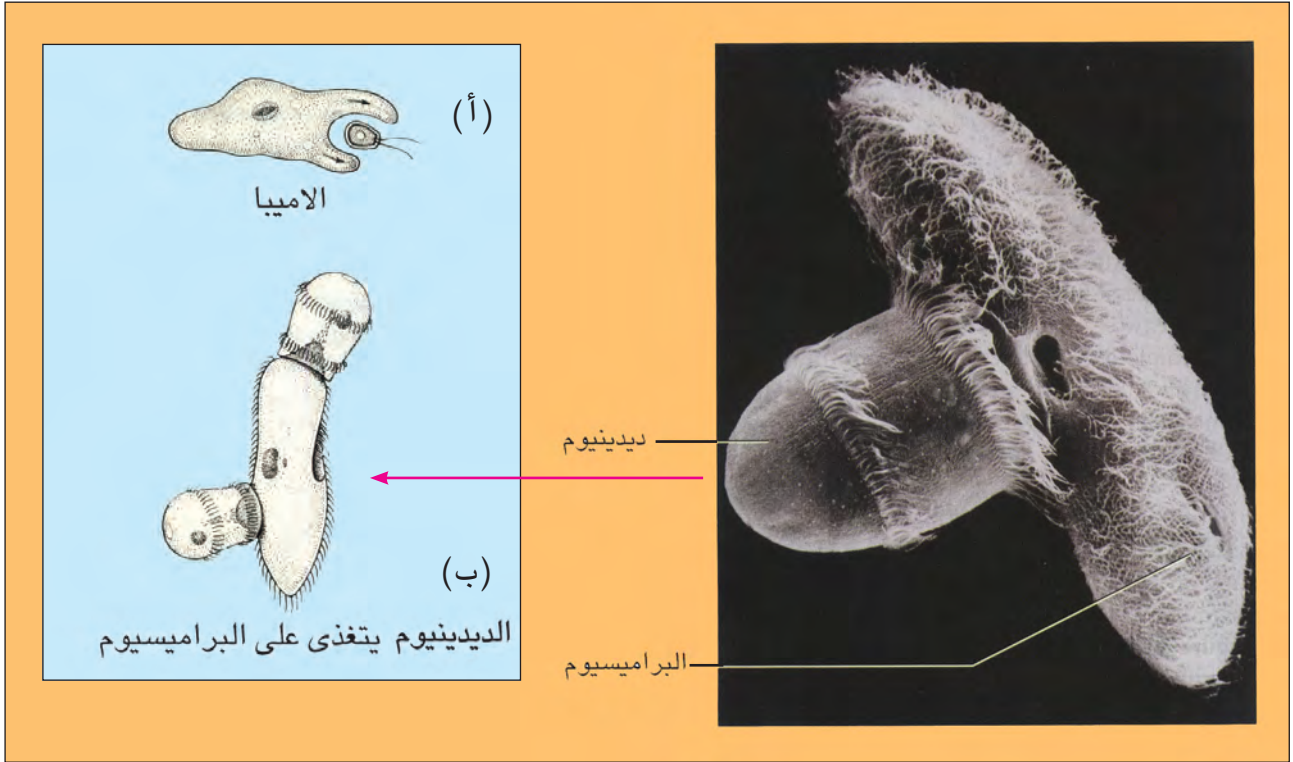 (أ)
الاميبا
(ب)
الديدينيوم يتغذى على البراميسيوم
ديدينيوم
البراميسيوم